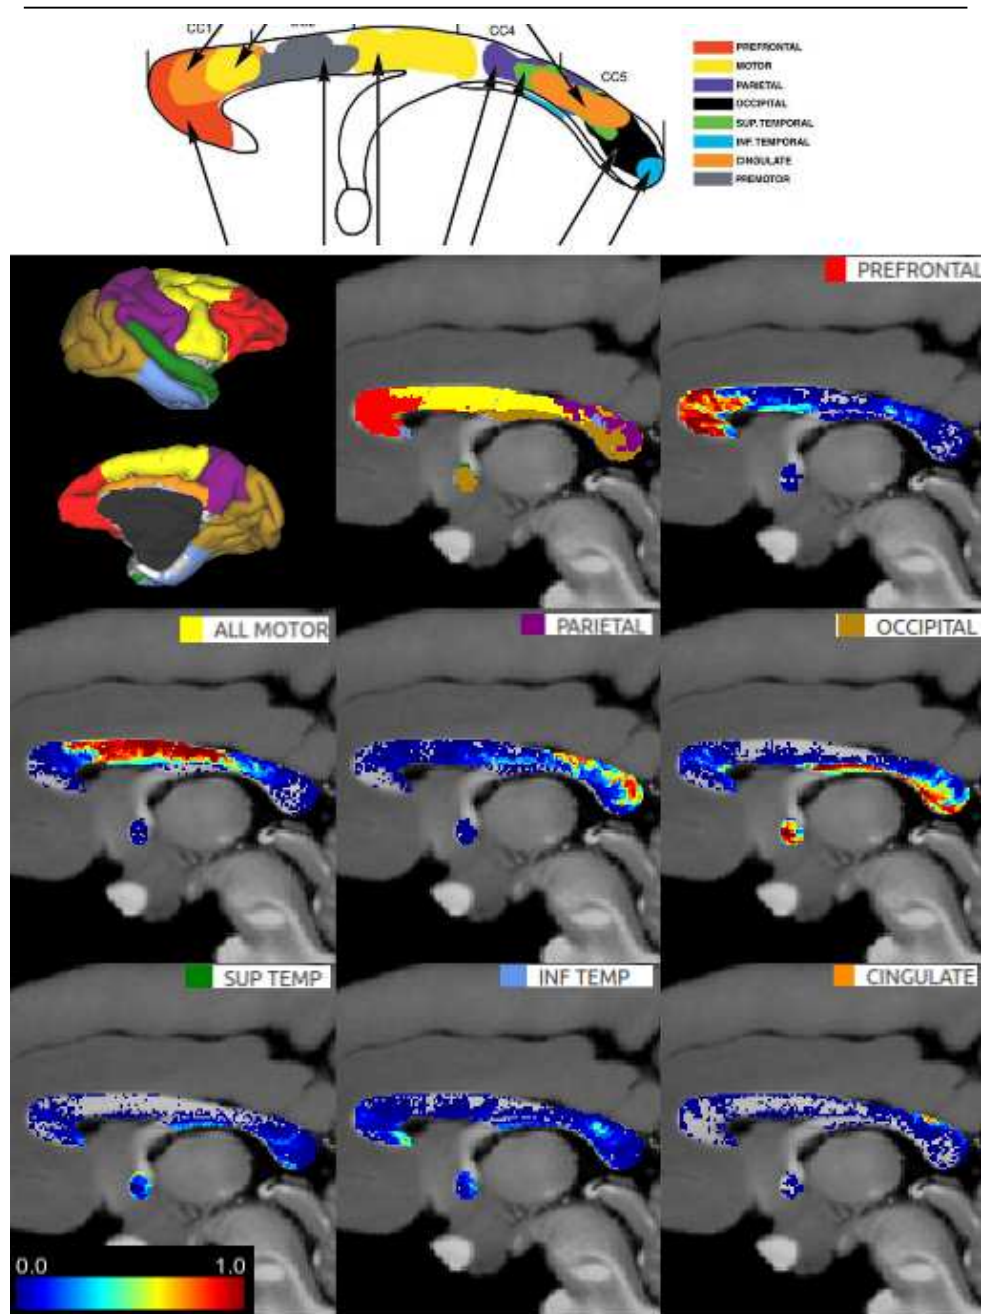 CC1
CC2
CC4
CC5
PREFRONTAL
MOTOR
PARIETAL
OCCIPITAL
SUP.TEMPORAL
INF. TEMPORAL
CINGULATE
PREMOTOR
PREFRONTAL
ALL MOTOR
PARIETAL
OCCIPITAL
SUP TEMP
INF TEMP
CINGULATE
0.0 1.0